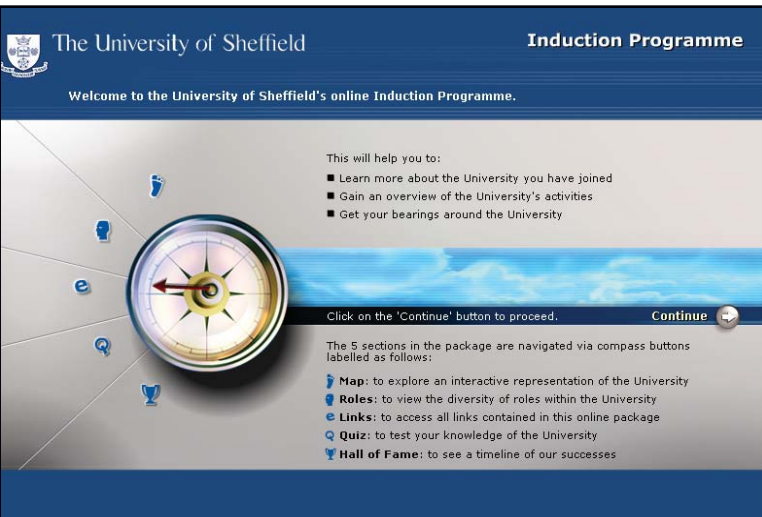 The University of Sheffield
Induction Programme
Welcome to the University of Sheffield's online Induction Programme.
This will help you to:
■ Learn more about the University you have joined
■ Gain an overview of the University's activities
■ Get your bearings around the University
e
Q
Click on the 'Continue' button to proceed.
Continue
The 5 sections in the package are navigated via compass buttons
labelled as follows:
Map: to explore an interactive representation of the University
Roles: to view the diversity of roles within the University
e Links: to access all links contained in this online package
Q Quiz: to test your knowledge of the University
Hall of Fame: to see a timeline of our successes